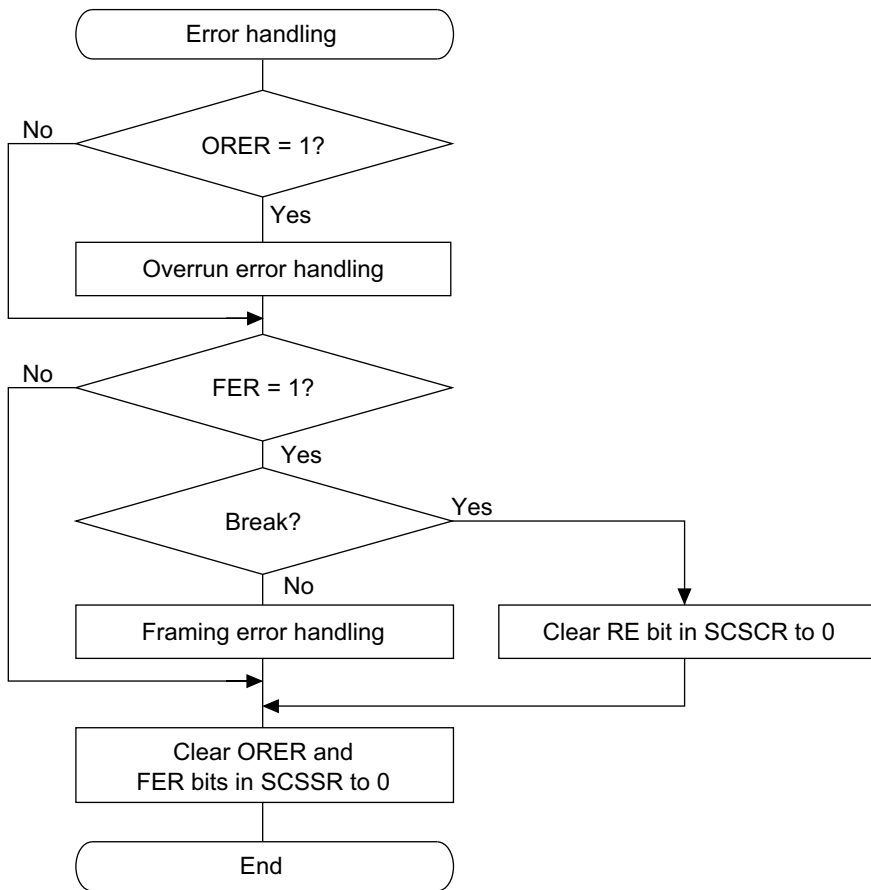 Error handling
No
ORER = 1?
Yes
Overrun error handling
No
FER = 1?
Yes
Break?
Yes
No
Framing error handling
Clear RE bit in SCSCR to 0
Clear ORER and
FER bits in SCSSR to 0
End